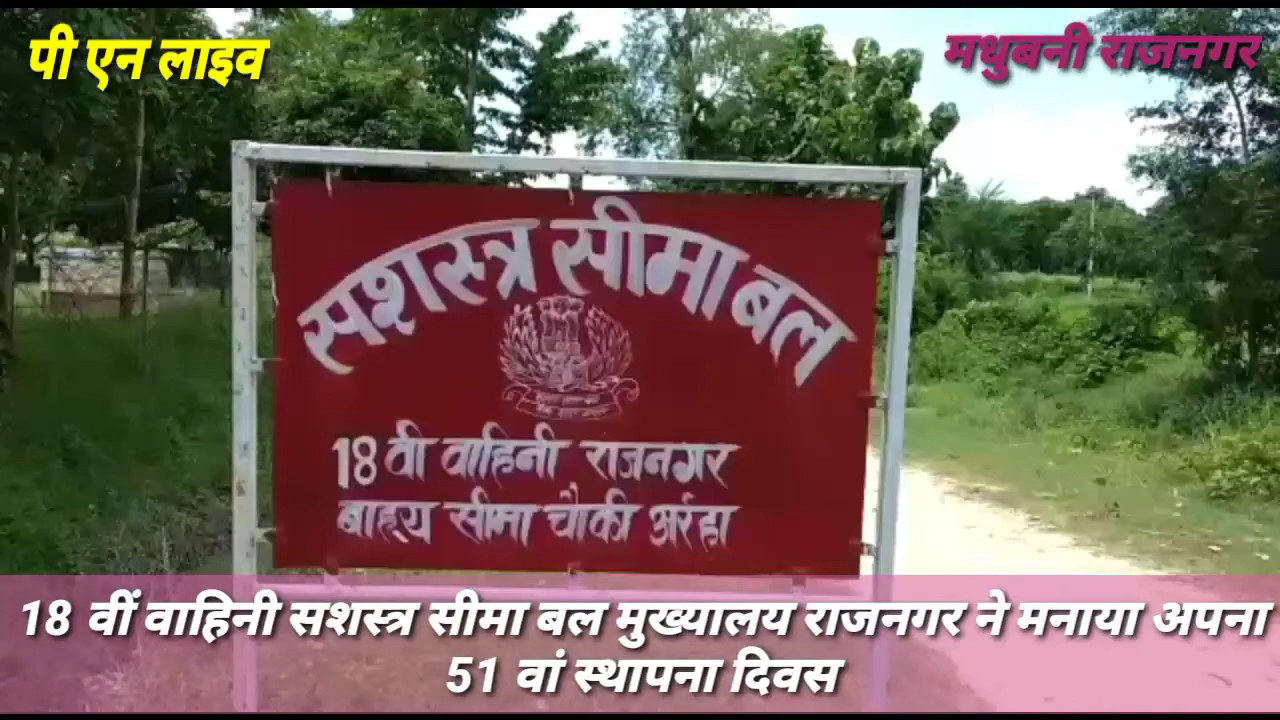 पी एन लाइव
मधुबनी राजनगर
सशस्त्र सीमा बल
18 वी वाहिनी राजनगर
बाह्य सीमा चौकी अर्रहा
18 वीं वाहिनी सशस्त्र सीमा बल मुख्यालय राजनगर ने मनाया अपना
51 वां स्थापना दिवस